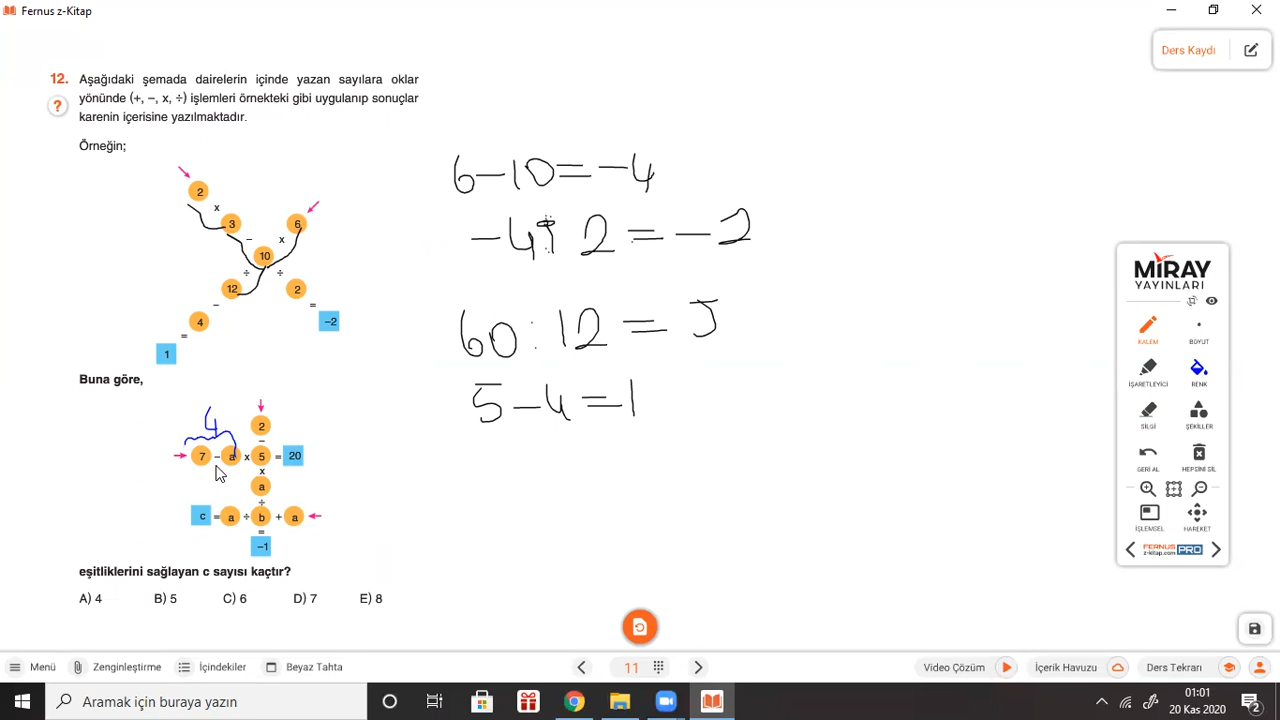 Fernus z-Kitap
Ders Kaydı
12. Aşağıdaki şemada dairelerin içinde yazan sayılara oklar
yönünde (+, –, x, ÷) işlemleri örnekteki gibi uygulanıp sonuçlar
karenin içerisine yazılmaktadır.
?
Örneğin;
2
x
3 6
– x
10
÷ ÷
12 2
– =
4 –2
=
1
6–10=–4
–4÷2=–2
60:12=5
5–4=1
Buna göre,
4
2
–
7 – a x 5 = 20
x
a
÷
c = a ÷ b + a
=
–1
eşitliklerini sağlayan c sayısı kaçtır?
A) 4 B) 5 C) 6 D) 7 E) 8
MİRAY
YAYINLARI
KALEM BOYUT
İŞARETLEYİCİ RENK
SİLGİ ŞEKİLLER
GERİ AL HEPSİNİ SİL
İŞLEMSEL HAREKET
FERNUS z-kitap.com PRO
Menü Zenginleştirme İçindekiler Beyaz Tahta 11 Video Çözüm İçerik Havuzu Ders Tekrarı
Aramak için buraya yazın
01:01
20 Kas 2020
2